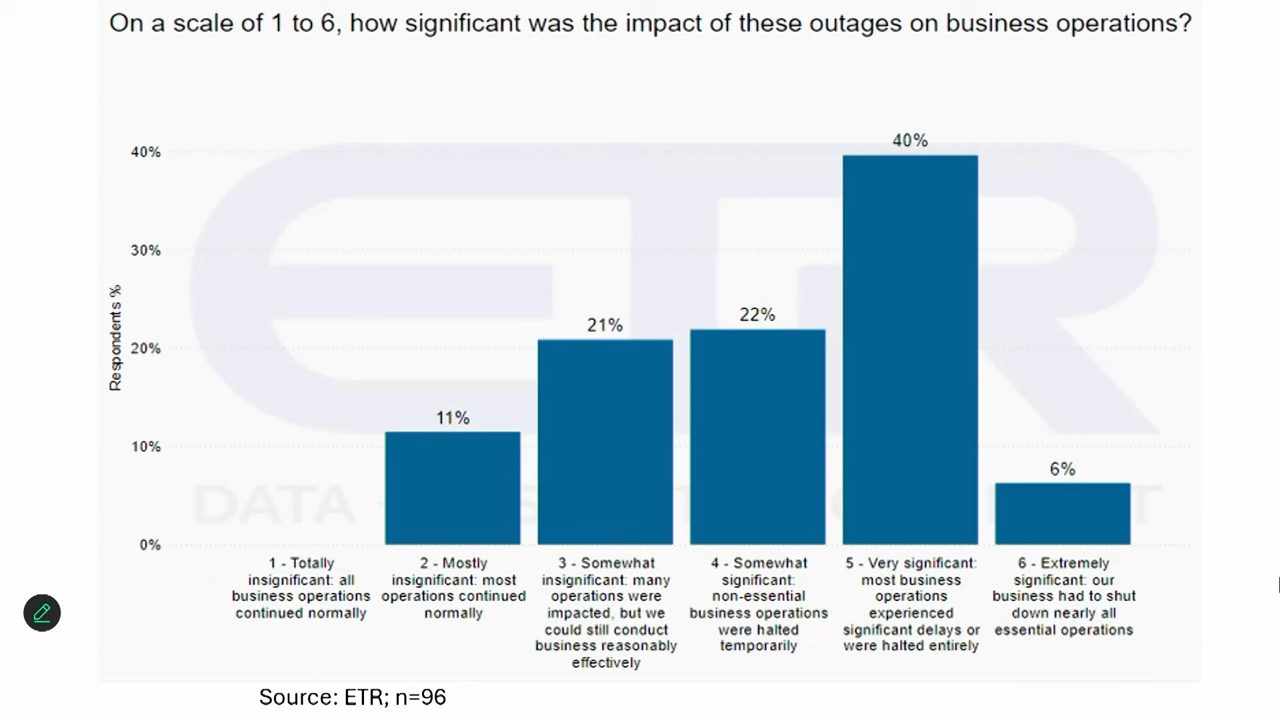 On a scale of 1 to 6, how significant was the impact of these outages on business operations?
40%
30%
20%
10%
0%
Respondents %
11%
21%
22%
40%
6%
1 - Totally
insignificant: all
business operations
continued normally
2 - Mostly
insignificant: most
operations continued
normally
3 - Somewhat
insignificant: many
operations were
impacted, but we
could still conduct
business reasonably
effectively
4 - Somewhat
significant:
non-essential
business operations
were halted
temporarily
5 - Very significant:
most business
operations
experienced
significant delays or
were halted entirely
6 - Extremely
significant: our
business had to shut
down nearly all
essential operations
ETR
DATA
Source: ETR; n=96